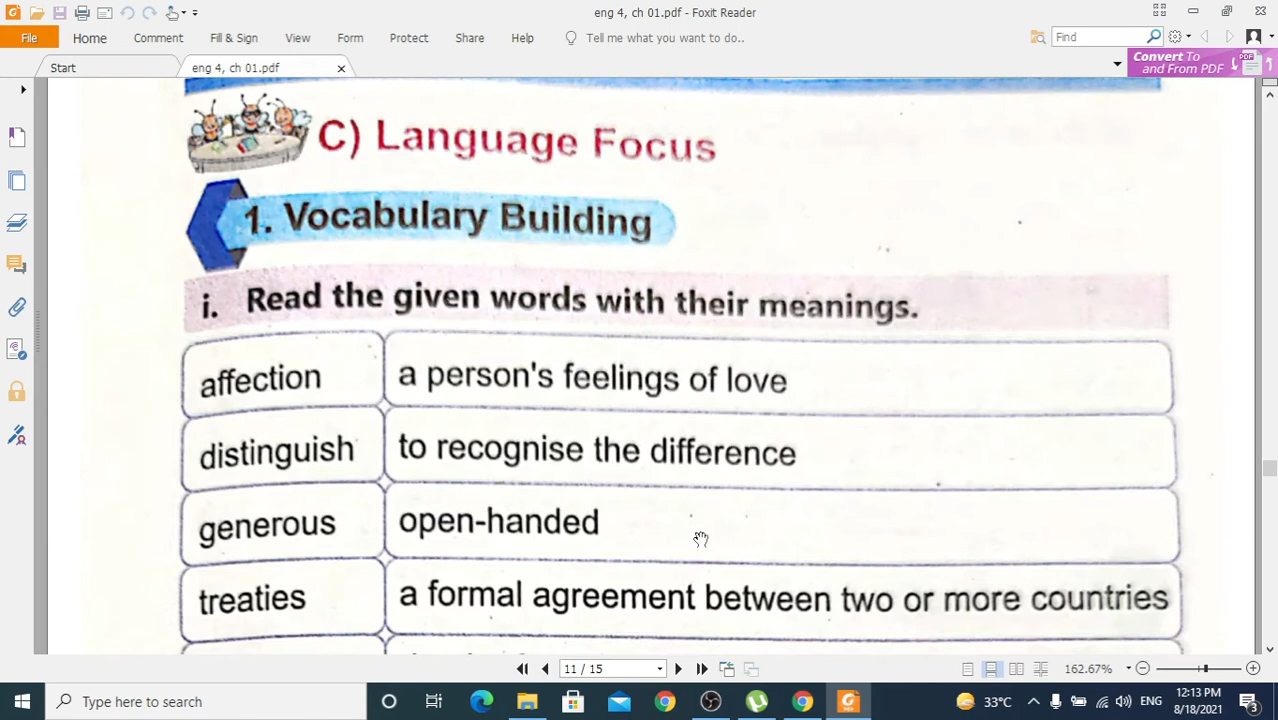 eng 4, ch 01.pdf - Foxit Reader
File Home Comment Fill & Sign View Form Protect Share Help Tell me what you want to do.. Find
Start eng 4, ch 01.pdf
Convert To
and From PDF
PDF
C) Language Focus
1. Vocabulary Building
i. Read the given words with their meanings.
affection a person's feelings of love
distinguish to recognise the difference
generous open-handed
treaties a formal agreement between two or more countries
11 / 15 162.67%
Type here to search
33°C ENG
12:13 PM
8/18/2021
3